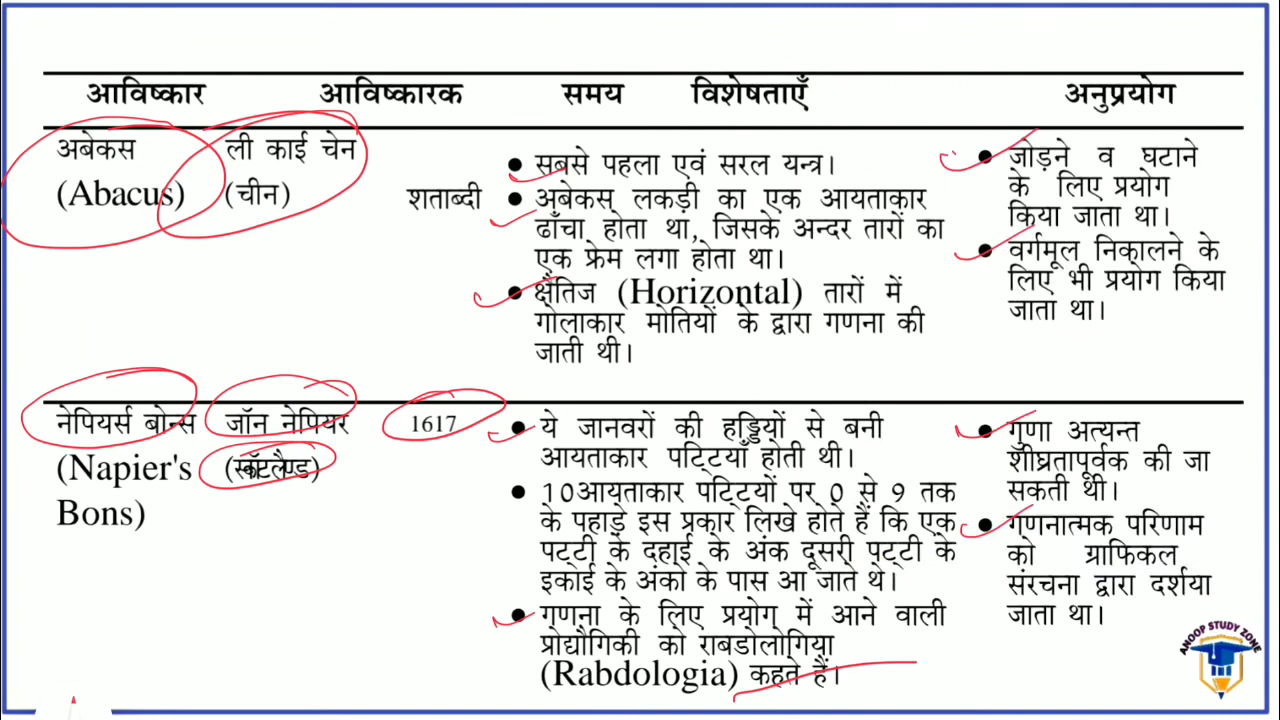 आविष्कार आविष्कारक समय विशेषताएँ अनुप्रयोग
अबेकस
(Abacus)
ली काई चेन
(चीन)
शताब्दी
• सबसे पहला एवं सरल यन्त्र।
• अबेकस लकड़ी का एक आयताकार
ढाँचा होता था, जिसके अन्दर तारों का
एक फ्रेम लगा होता था।
• क्षैतिज (Horizontal) तारों में
गोलाकार मोतियों के द्वारा गणना की
जाती थी।
• जोड़ने व घटाने
के लिए प्रयोग
किया जाता था।
• वर्गमूल निकालने के
लिए भी प्रयोग किया
जाता था।
नेपियर्स बोन्स
(Napier's
Bons)
जॉन नेपियर
(स्कॉटलैण्ड)
1617
• ये जानवरों की हड्डियों से बनी
आयताकार पट्टियाँ होती थी।
• 10आयताकार पट्टियों पर 0 से 9 तक
के पहाड़े इस प्रकार लिखे होते हैं कि एक
पट्टी के दहाई के अंक दूसरी पट्टी के
इकाई के अंको के पास आ जाते थे।
• गणना के लिए प्रयोग में आने वाली
प्रोद्यौगिकी को राबडोलोगिया
(Rabdologia) कहते हैं।
• गुणा अत्यन्त
शीघ्रतापूर्वक की जा
सकती थी।
• गणनात्मक परिणाम
को ग्राफिकल
संरचना द्वारा दर्शया
जाता था।
ANOOP STUDY ZONE